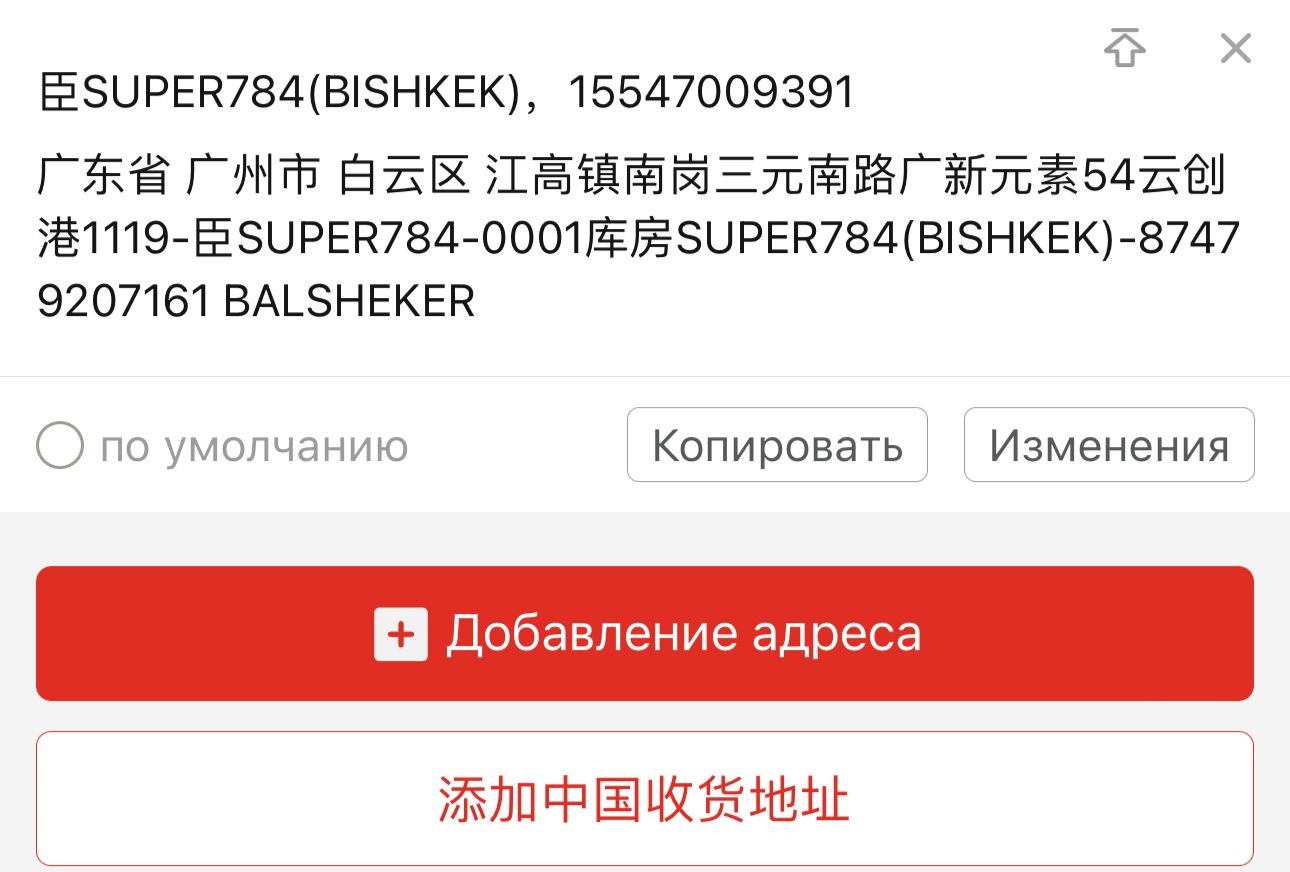 臣SUPER784(BISHKEK)，15547009391
广东省 广州市 白云区 江高镇南岗三元南路广新元素54云创
港1119-臣SUPER784-0001库房SUPER784(BISHKEK)-8747
9207161 BALSHEKER
по умолчанию
Копировать
Изменения
Добавление адреса
添加中国收货地址